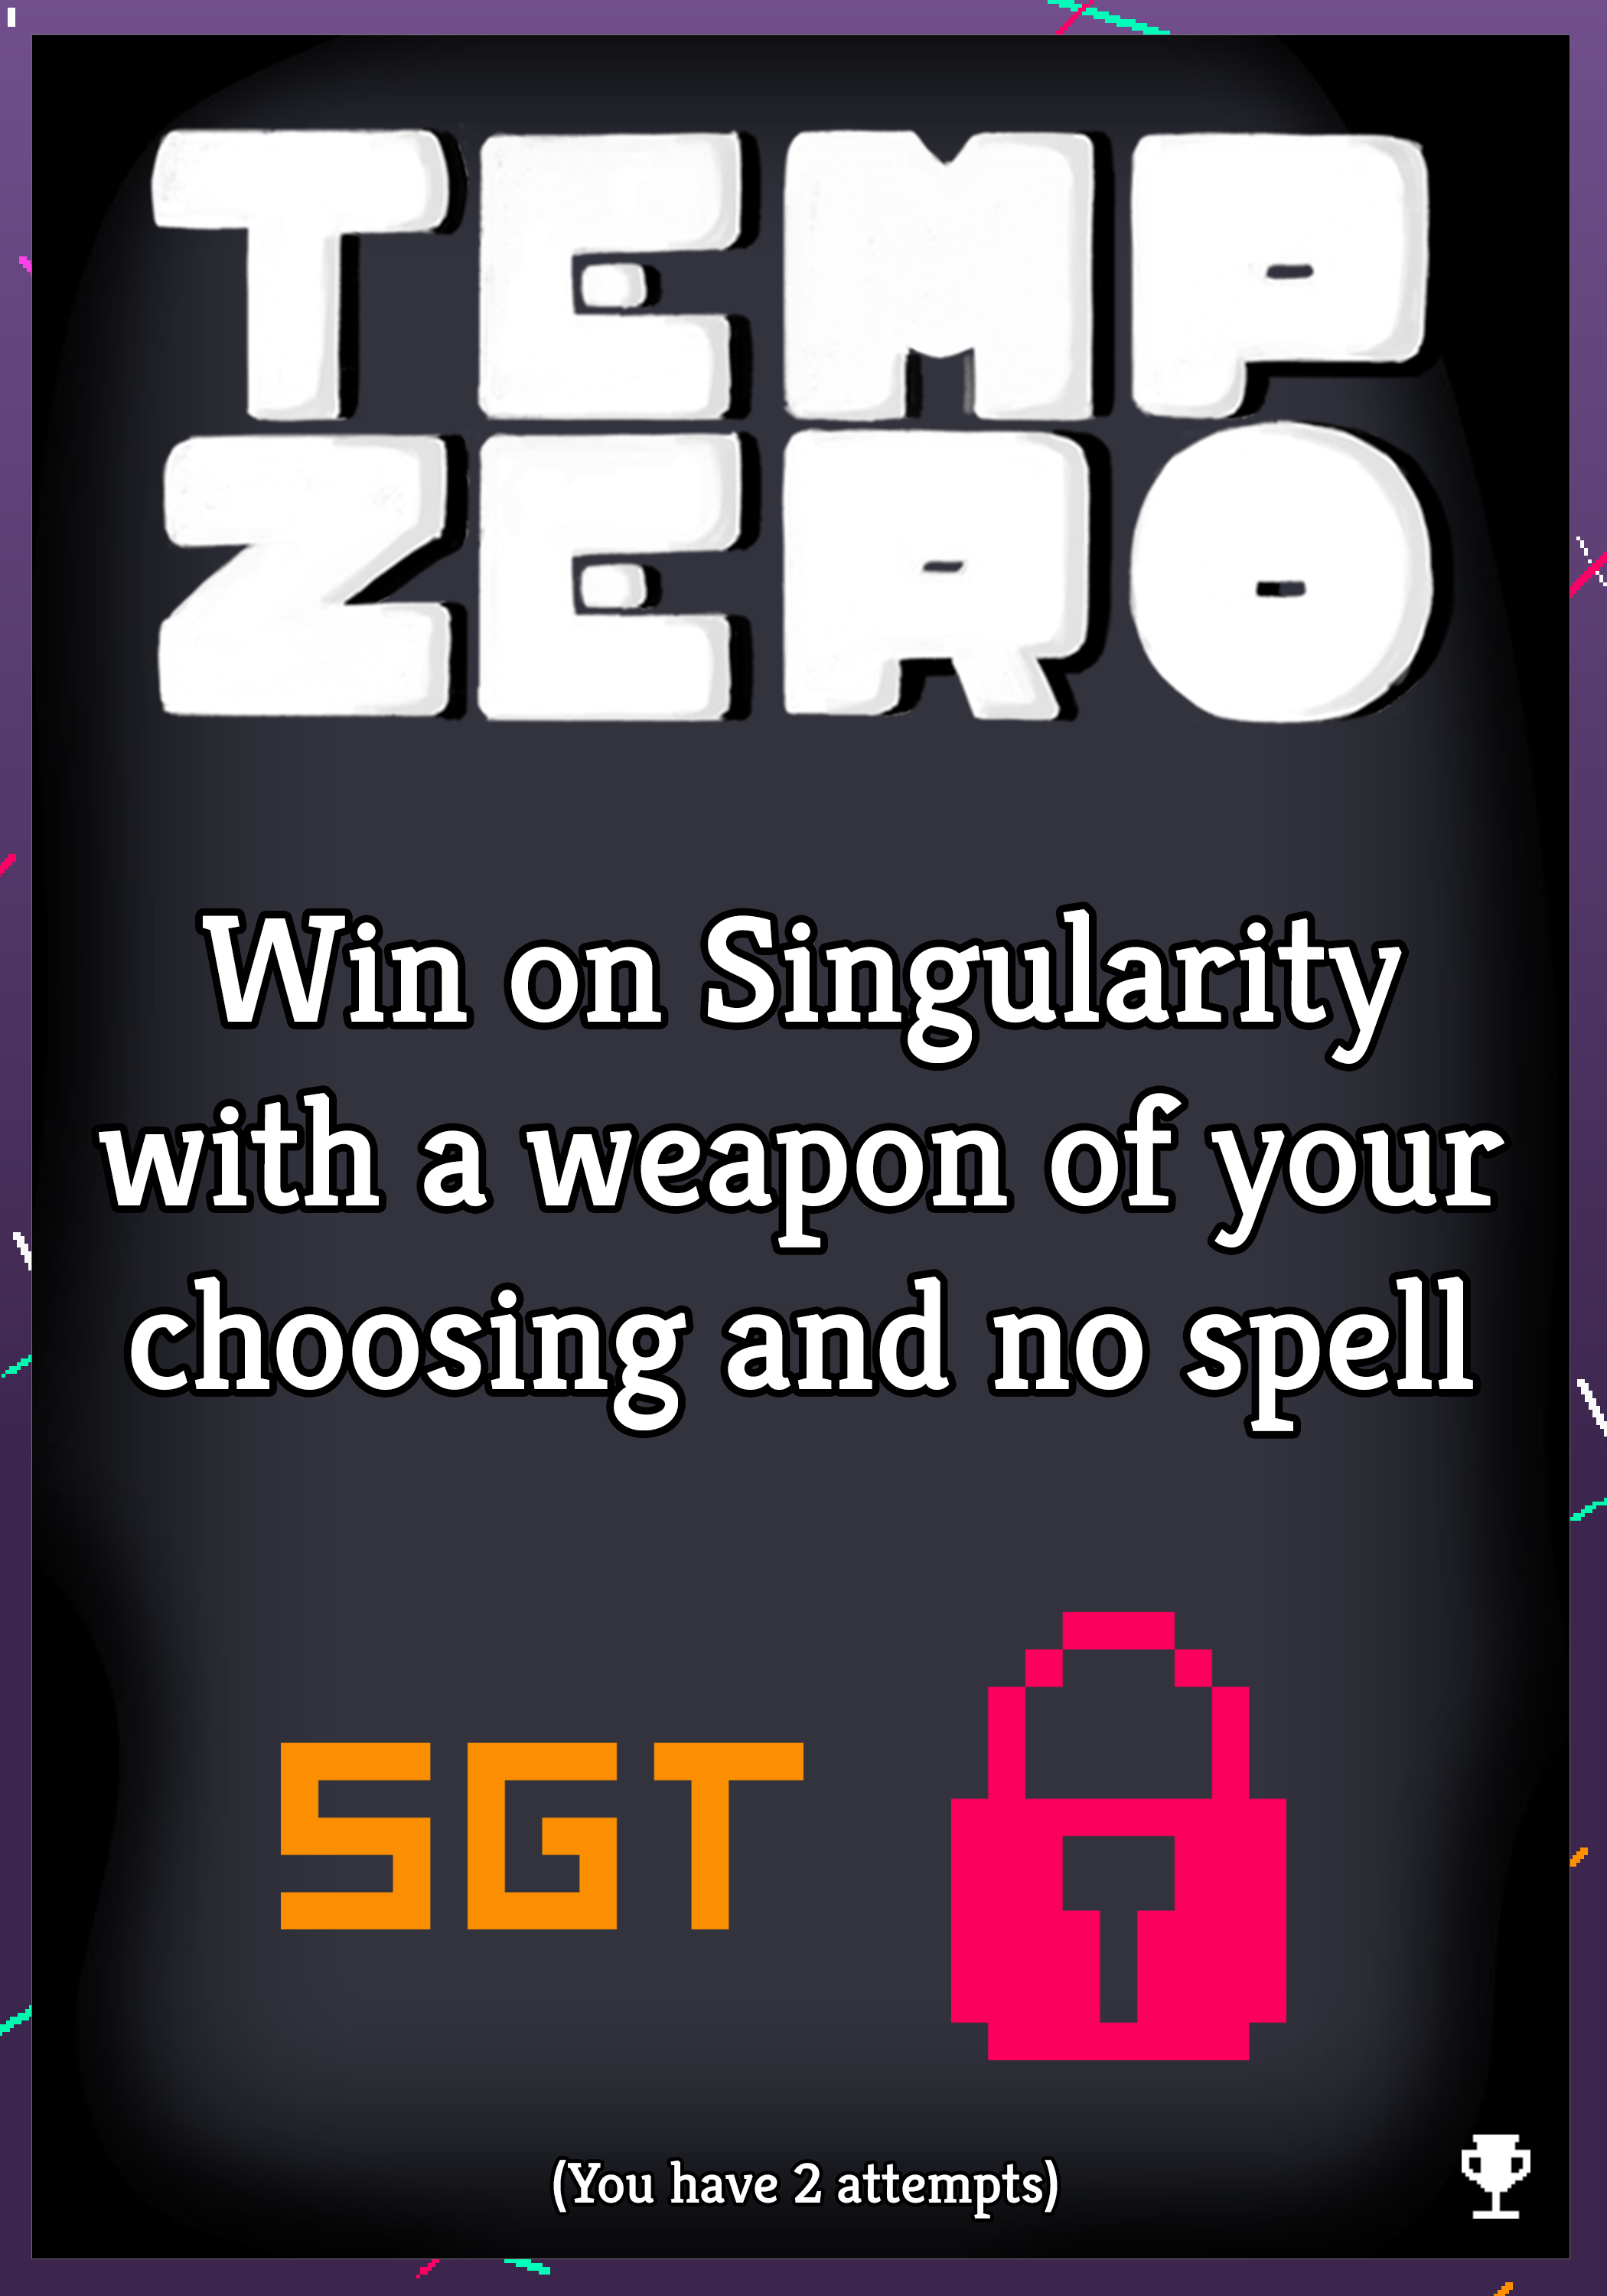 TEMP
ZERO
Win on Singularity
with a weapon of your
choosing and no spell
SGT
(You have 2 attempts)